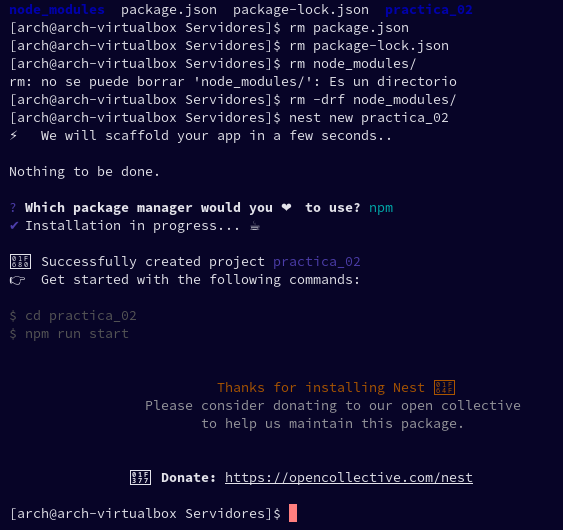 node_modules package.json package-lock.json practica_02
[arch@arch-virtualbox Servidores]$ rm package.json
[arch@arch-virtualbox Servidores]$ rm package-lock.json
[arch@arch-virtualbox Servidores]$ rm node_modules/
rm: no se puede borrar 'node_modules/': Es un directorio
[arch@arch-virtualbox Servidores]$ rm -drf node_modules/
[arch@arch-virtualbox Servidores]$ nest new practica_02
⚡ We will scaffold your app in a few seconds..
Nothing to be done.
? Which package manager would you ❤ to use? npm
✔ Installation in progress... ☕
Successfully created project practica_02
👉 Get started with the following commands:
$ cd practica_02
$ npm run start
Thanks for installing Nest
Please consider donating to our open collective
to help us maintain this package.
Donate: https://opencollective.com/nest
[arch@arch-virtualbox Servidores]$